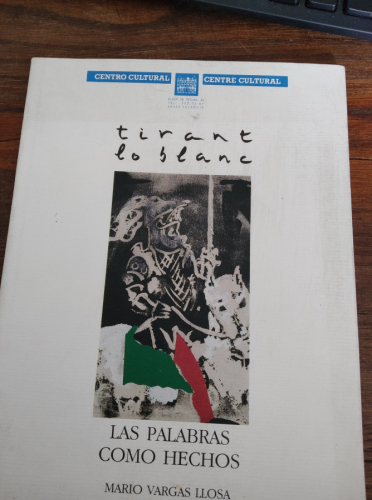 CENTRO CULTURAL
CENTRE CULTURAL
tirant
lo blanc
LAS PALABRAS
COMO HECHOS
MARIO VARGAS LLOSA